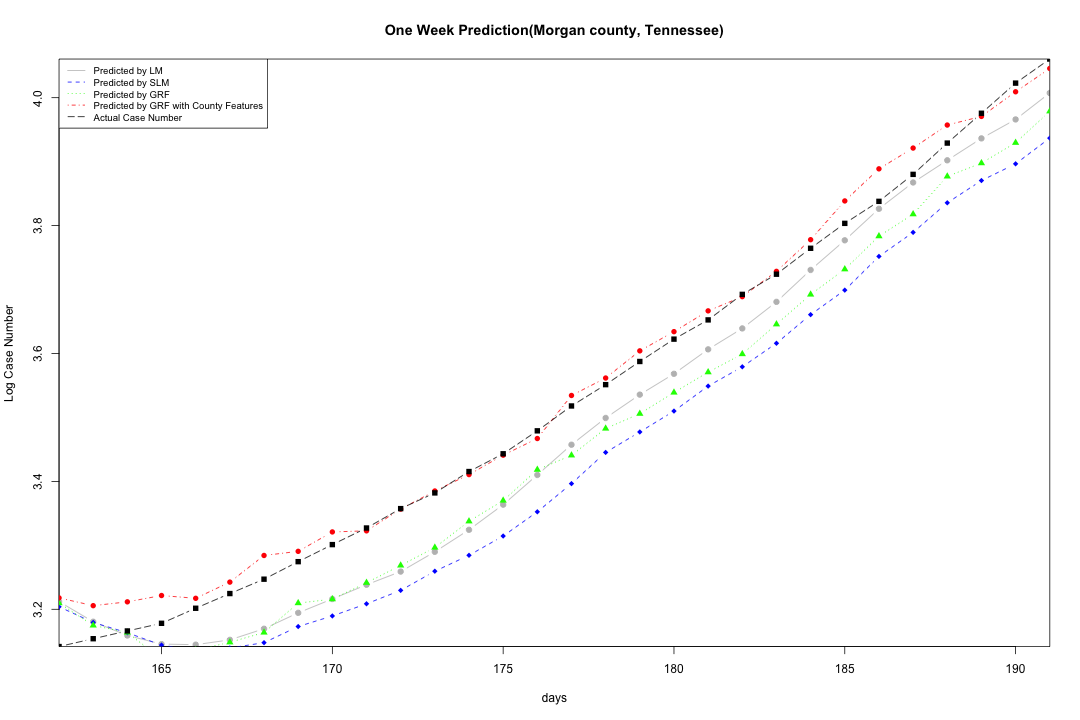 One Week Prediction(Morgan county, Tennessee)
Predicted by LM
Predicted by SLM
Predicted by GRF
Predicted by GRF with County Features
Actual Case Number
4.0
3.8
3.6
3.4
3.2
Log Case Number
165 170 175 180 185 190
days